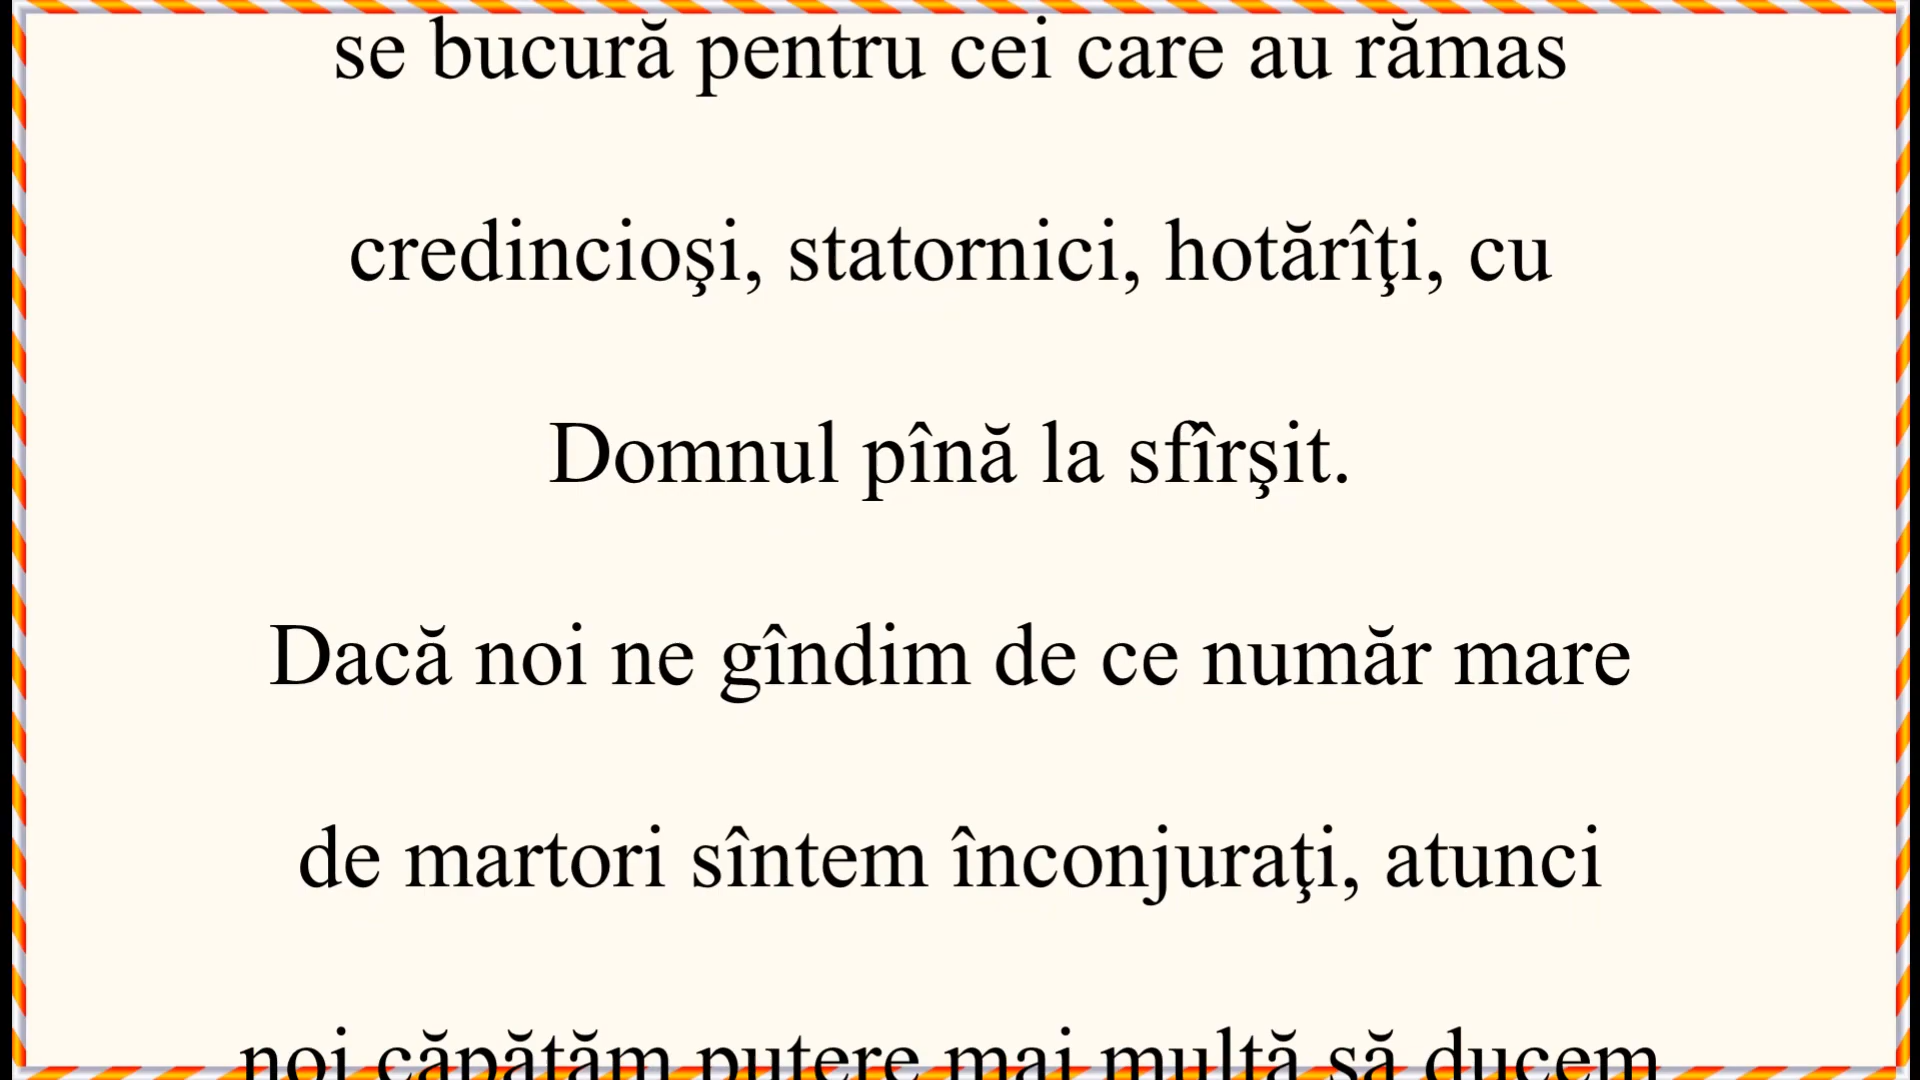 se bucură pentru cei care au rămas
credincioşi, statornici, hotărîţi, cu
Domnul pînă la sfîrşit.
Dacă noi ne gîndim de ce număr mare
de martori sîntem înconjuraţi, atunci
noi căpătăm putere mai multă să ducem